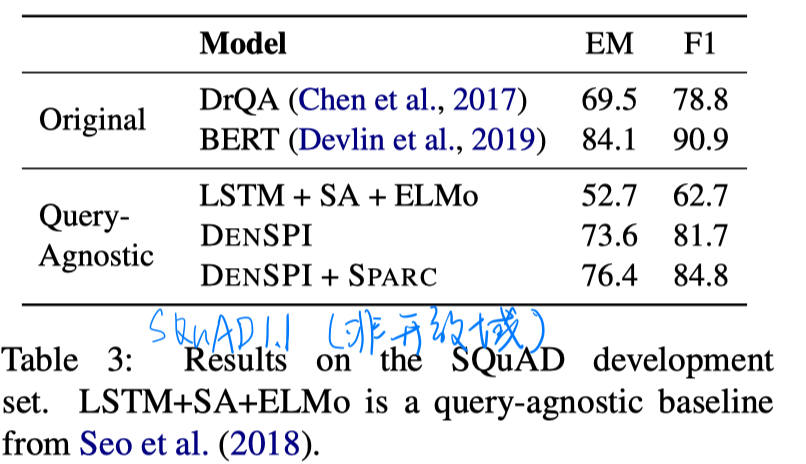 Model EM F1
Original
DrQA (Chen et al., 2017) 69.5 78.8
BERT (Devlin et al., 2019) 84.1 90.9
Query-
Agnostic
LSTM + SA + ELMo 52.7 62.7
DENSPI 73.6 81.7
DENSPI + SPARC 76.4 84.8
SQuAD1.1 (非开放域)
Table 3: Results on the SQuAD development
set. LSTM+SA+ELMo is a query-agnostic baseline
from Seo et al. (2018).